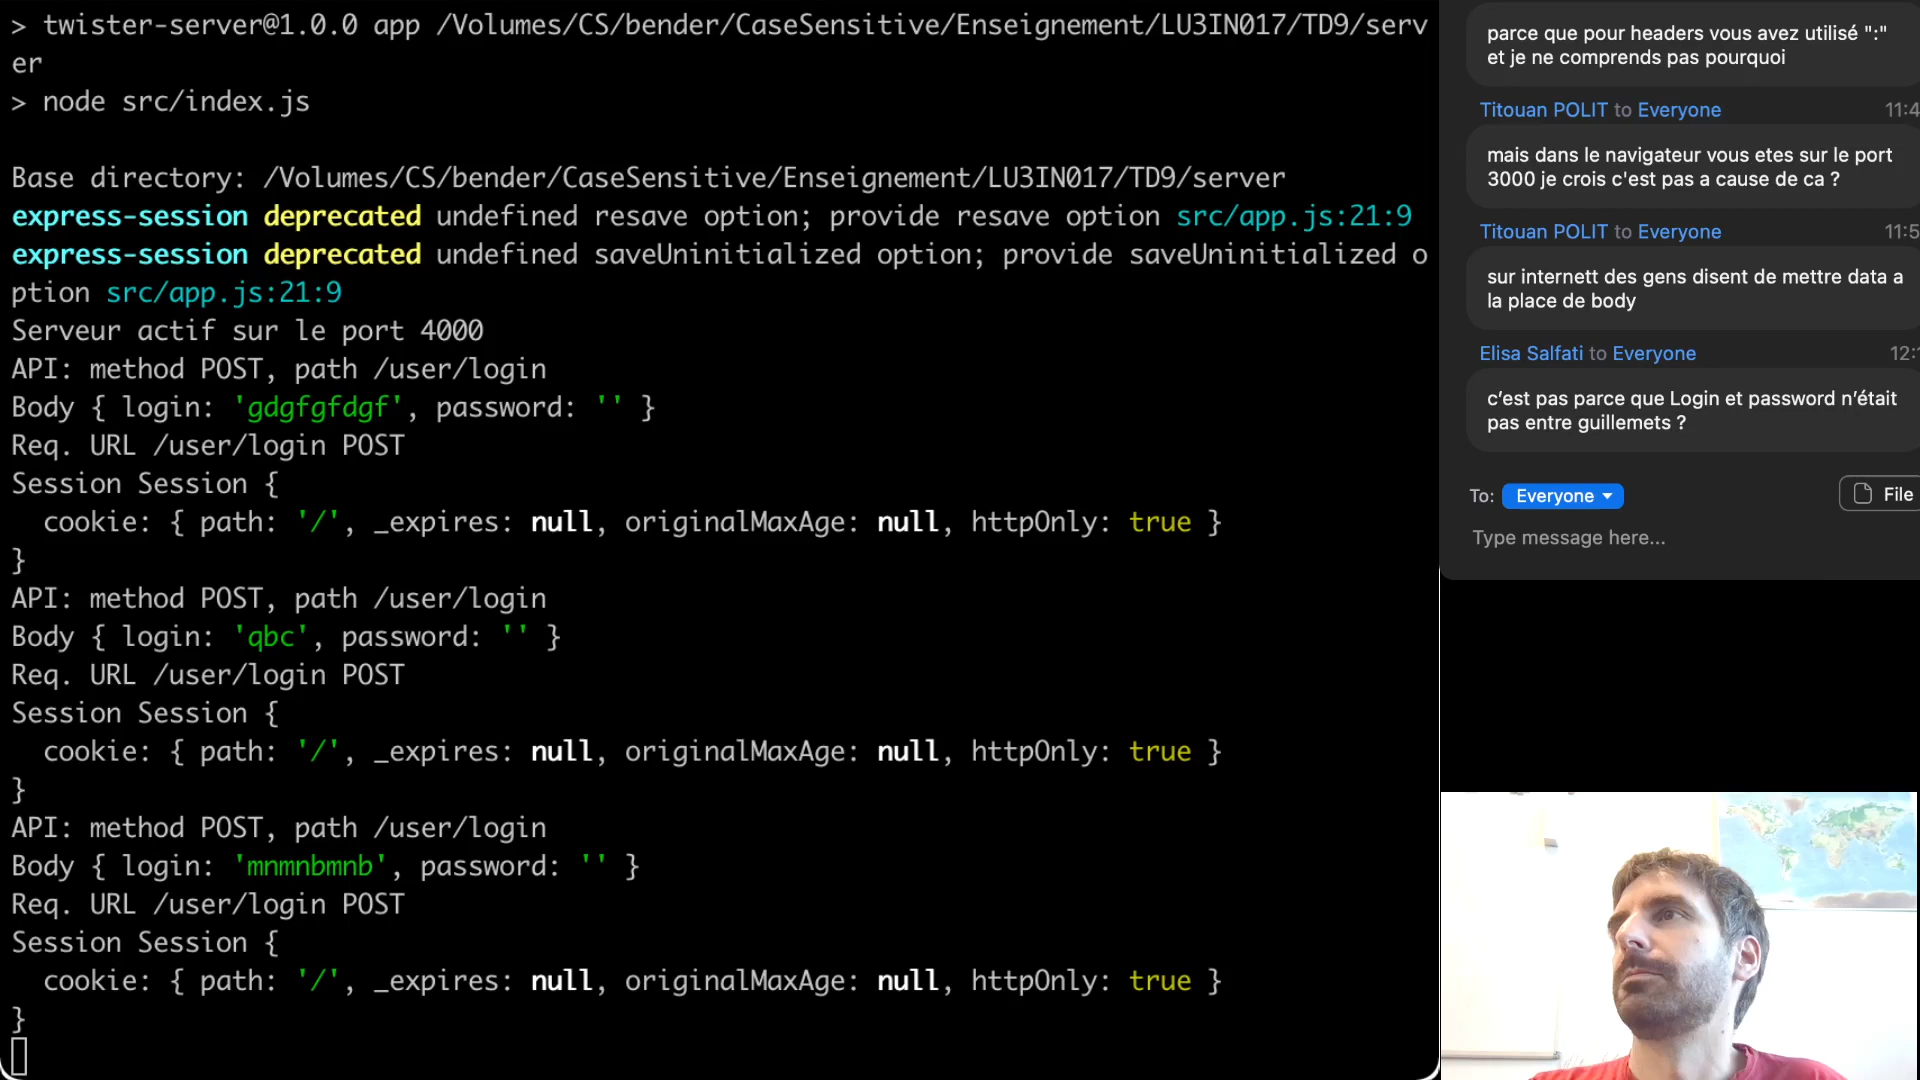 > twister-server@1.0.0 app /Volumes/CS/bender/CaseSensitive/Enseignement/LU3IN017/TD9/serv
er
> node src/index.js
Base directory: /Volumes/CS/bender/CaseSensitive/Enseignement/LU3IN017/TD9/server
express-session deprecated undefined resave option; provide resave option src/app.js:21:9
express-session deprecated undefined saveUninitialized option; provide saveUninitialized o
ption src/app.js:21:9
Serveur actif sur le port 4000
API: method POST, path /user/login
Body { login: 'gdgfgfdgf', password: '' }
Req. URL /user/login POST
Session Session {
  cookie: { path: '/', _expires: null, originalMaxAge: null, httpOnly: true }
}
API: method POST, path /user/login
Body { login: 'qbc', password: '' }
Req. URL /user/login POST
Session Session {
  cookie: { path: '/', _expires: null, originalMaxAge: null, httpOnly: true }
}
API: method POST, path /user/login
Body { login: 'mnmnbmnb', password: '' }
Req. URL /user/login POST
Session Session {
  cookie: { path: '/', _expires: null, originalMaxAge: null, httpOnly: true }
}
parce que pour headers vous avez utilisé ":"
et je ne comprends pas pourquoi
Titouan POLIT to Everyone 11:4
mais dans le navigateur vous etes sur le port
3000 je crois c'est pas a cause de ca ?
Titouan POLIT to Everyone 11:5
sur internett des gens disent de mettre data a
la place de body
Elisa Salfati to Everyone 12:
c’est pas parce que Login et password n’était
pas entre guillemets ?
To: Everyone File
Type message here...